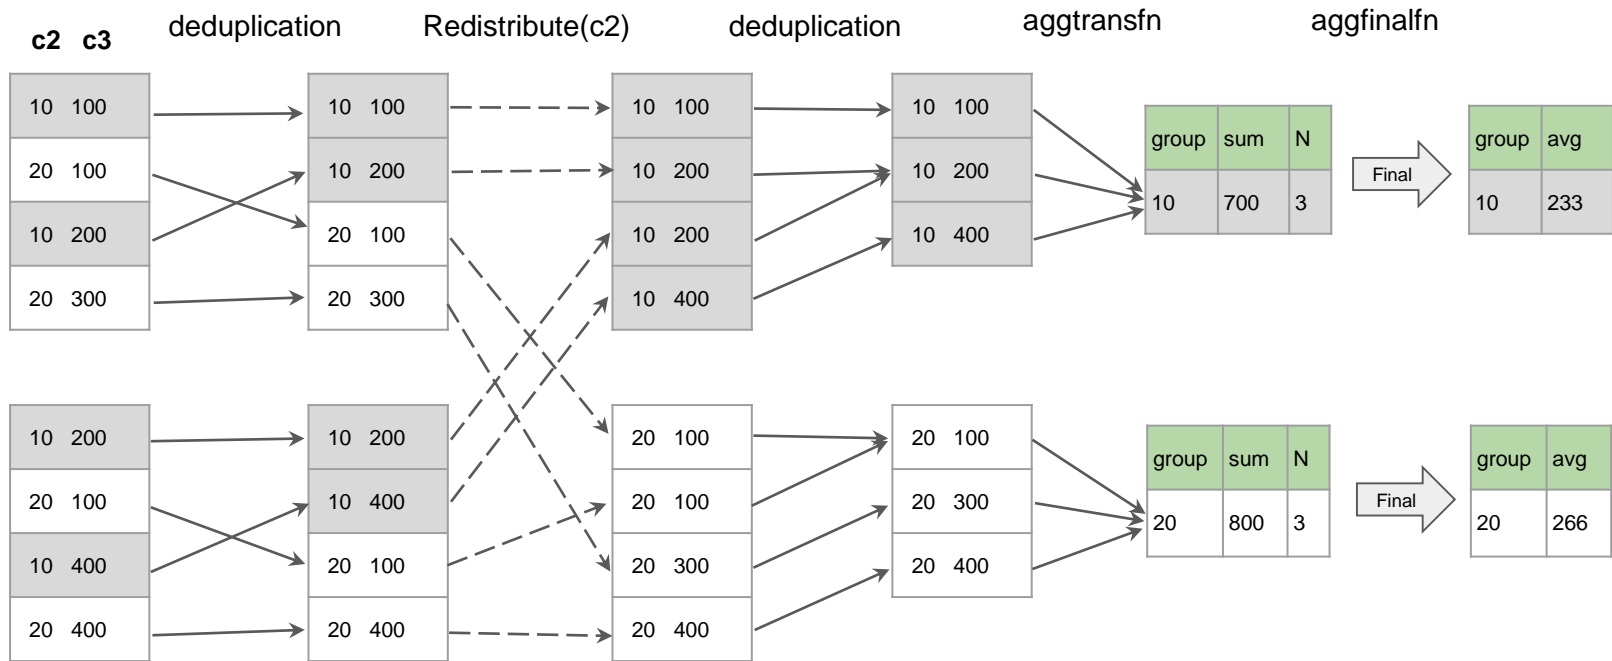 deduplication Redistribute(c2) deduplication aggtransfn aggfinalfn
c2 c3
10 100 10 100 10 100 10 100
20 100 10 200 10 200 10 200
10 200 20 100 10 200 10 400
20 300 20 300 10 400
group sum N
10 700 3
Final
group avg
10 233
10 200 10 200 20 100 20 100
20 100 10 400 20 100 20 300
10 400 20 100 20 300 20 400
20 400 20 400 20 400
group sum N
20 800 3
Final
group avg
20 266